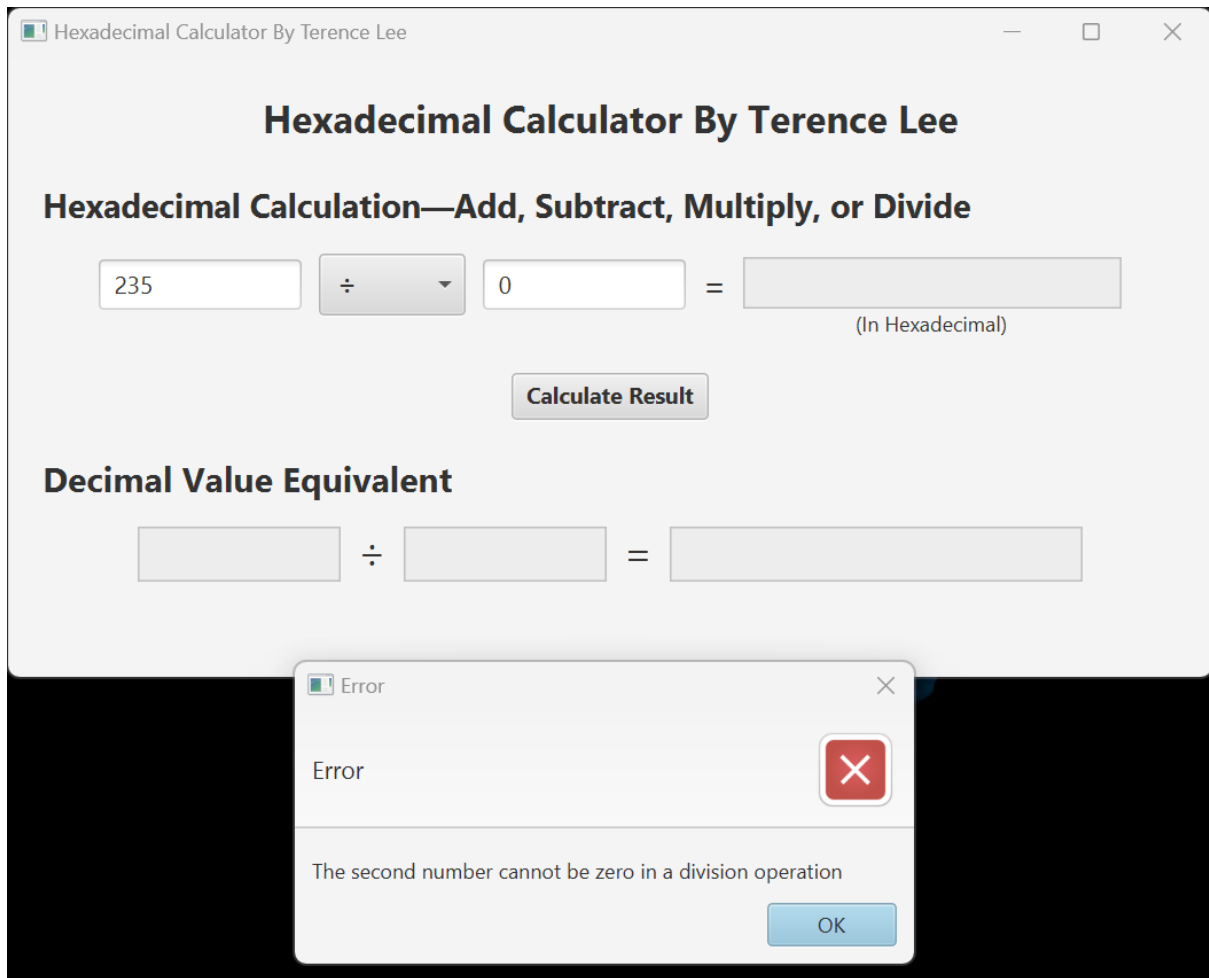 Hexadecimal Calculator By Terence Lee
Hexadecimal Calculator By Terence Lee
Hexadecimal Calculation—Add, Subtract, Multiply, or Divide
235 ÷ 0 =
(In Hexadecimal)
Calculate Result
Decimal Value Equivalent
÷ =
Error
Error
The second number cannot be zero in a division operation
OK